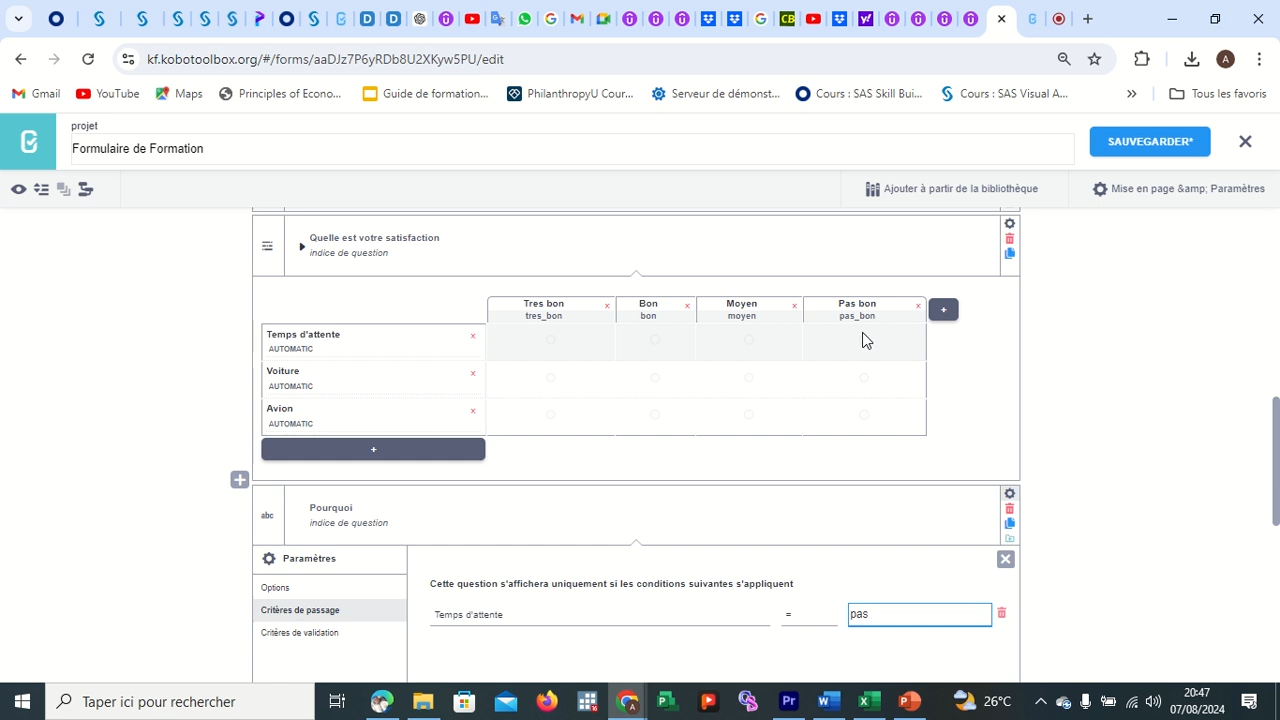 kf.kobotoolbox.org/#/forms/aaDJz7P6yRDb8U2XKyw5PU/edit
A
Gmail YouTube Maps Principles of Econo... Guide de formation... PhilanthropyU Cour... Serveur de démonst... Cours : SAS Skill Bui... Cours : SAS Visual A... » Tous les favoris
projet
Formulaire de Formation
SAUVEGARDER*
Ajouter à partir de la bibliothèque
Mise en page &amp; Paramètres
Quelle est votre satisfaction
indice de question
Tres bon x Bon x Moyen x Pas bon x
tres_bon bon moyen pas_bon
+
Temps d'attente x
AUTOMATIC
Voiture x
AUTOMATIC
Avion x
AUTOMATIC
+
abc
Pourquoi
indice de question
Paramètres
Options
Critères de passage
Critères de validation
Cette question s'affichera uniquement si les conditions suivantes s'appliquent
Temps d'attente = pas
Taper ici pour rechercher
26°C
20:47
07/08/2024